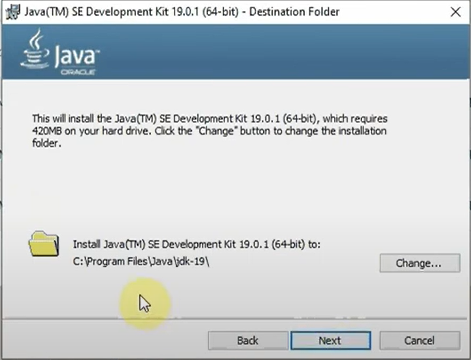 Java(TM) SE Development Kit 19.0.1 (64-bit) - Destination Folder
Java
ORACLE
This will install the Java(TM) SE Development Kit 19.0.1 (64-bit), which requires
420MB on your hard drive. Click the "Change" button to change the installation
folder.
Install Java(TM) SE Development Kit 19.0.1 (64-bit) to:
C:\Program Files\Java\jdk-19\
Change...
Back
Next
Cancel